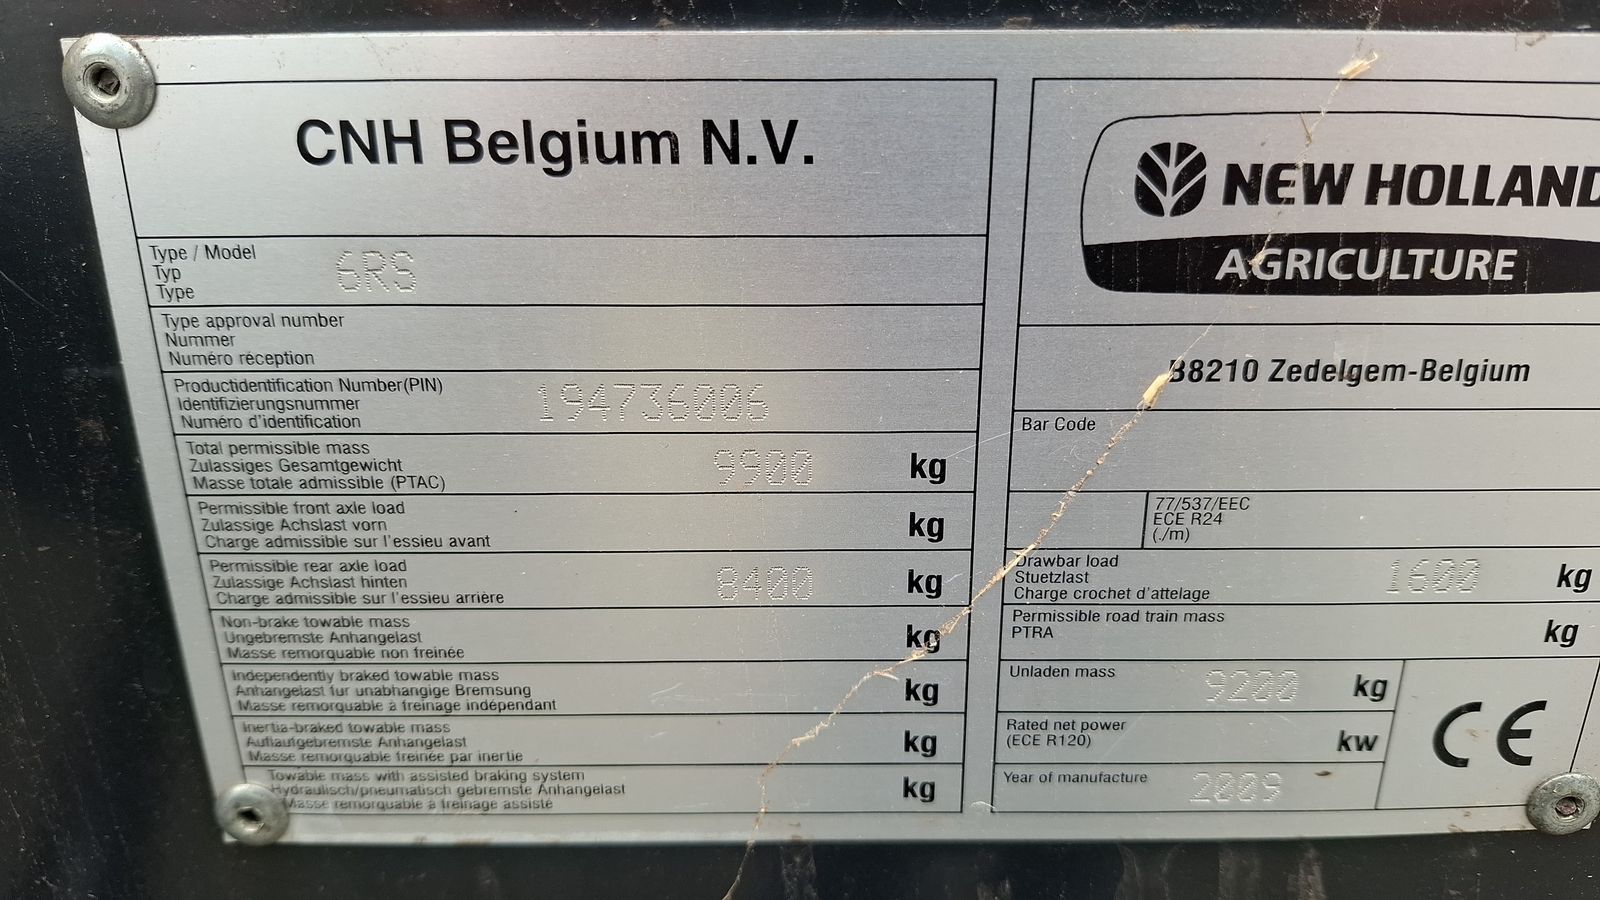 CNH Belgium N.V.
Type / Model
Typ
Type
6RS
Type approval number
Nummer
Numéro réception
Productidentification Number(PIN)
Identifizierungsnummer
Numéro d'identification
194736006
Total permissible mass
Zulassiges Gesamtgewicht
Masse totale admissible (PTAC)
9900 kg
Permissible front axle load
Zulassige Achslast vorn
Charge admissible sur l'essieu avant
kg
Permissible rear axle load
Zulassige Achslast hinten
Charge admissible sur l'essieu arrière
8400 kg
Non-brake towable mass
Ungebremste Anhangelast
Masse remorquable non freinée
kg
Independently braked towable mass
Anhangelast fur unabhangige Bremsung
Masse remorquable à freinage indépendant
kg
Inertia-braked towable mass
Auflaufgebremste Anhangelast
Masse remorquable freinée par inertie
kg
Towable mass with assisted braking system
Hydraulisch/pneumatisch gebremste Anhangelast
Masse remorquable à freinage assisté
kg
NEW HOLLAND
AGRICULTURE
B8210 Zedelgem-Belgium
Bar Code
77/537/EEC
ECE R24
(./m)
Drawbar load
Stuetzlast
Charge crochet d'attelage
1600 kg
Permissible road train mass
PTRA
kg
Unladen mass
9200 kg
Rated net power
(ECE R120)
kw
Year of manufacture
2009
CE